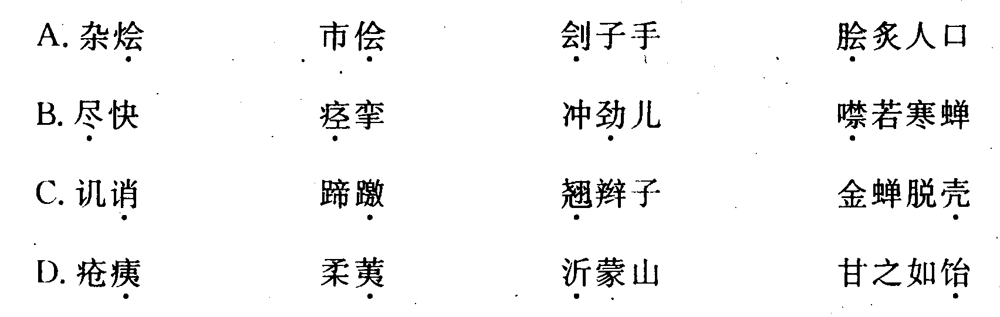 A. 杂烩 市侩 刽子手 脍炙人口
B. 尽快 痉挛 冲劲儿 噤若寒蝉
C. 讥诮 蹄躈 翘辫子 金蝉脱壳
D. 疮痍 柔荑 沂蒙山 甘之如饴